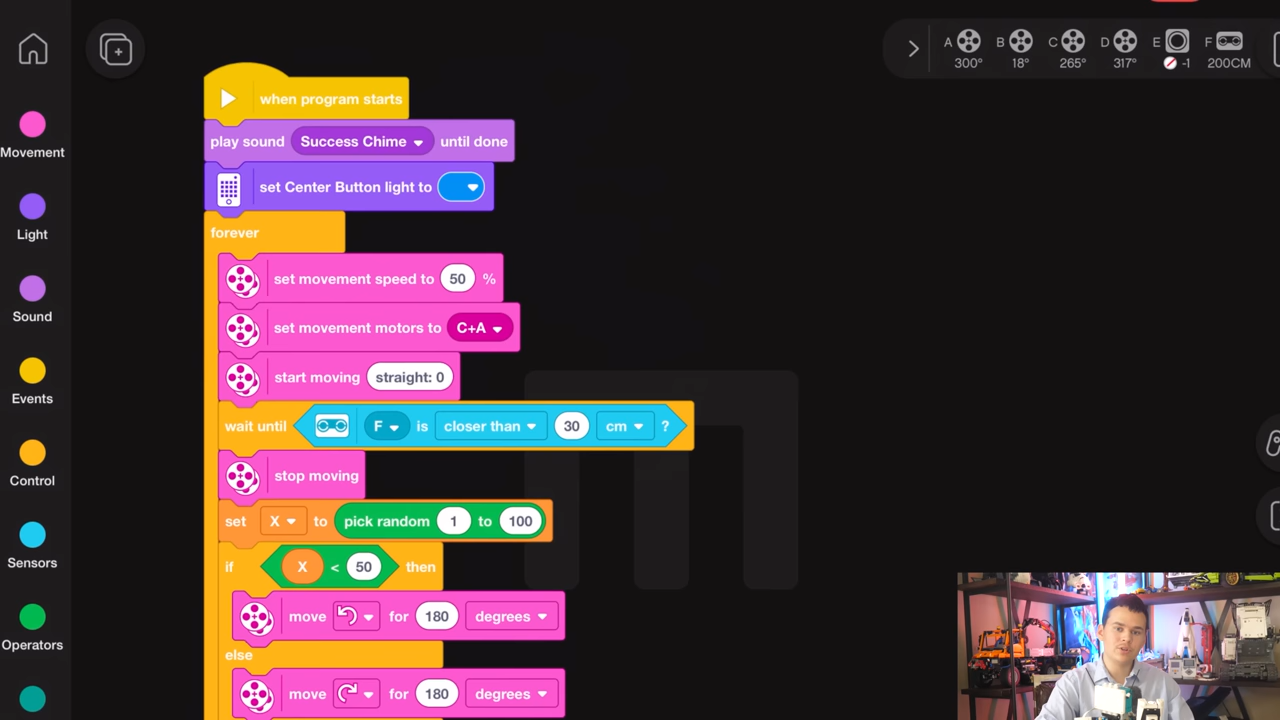 A B C D E F
300° 18° 265° 317° -1 200CM
when program starts
Movement
play sound Success Chime until done
set Center Button light to
Light
forever
set movement speed to 50 %
Sound
set movement motors to C+A
start moving straight: 0
Events
wait until F is closer than 30 cm ?
Control
stop moving
set X to pick random 1 to 100
Sensors
if X < 50 then
move for 180 degrees
Operators
else
move for 180 degrees